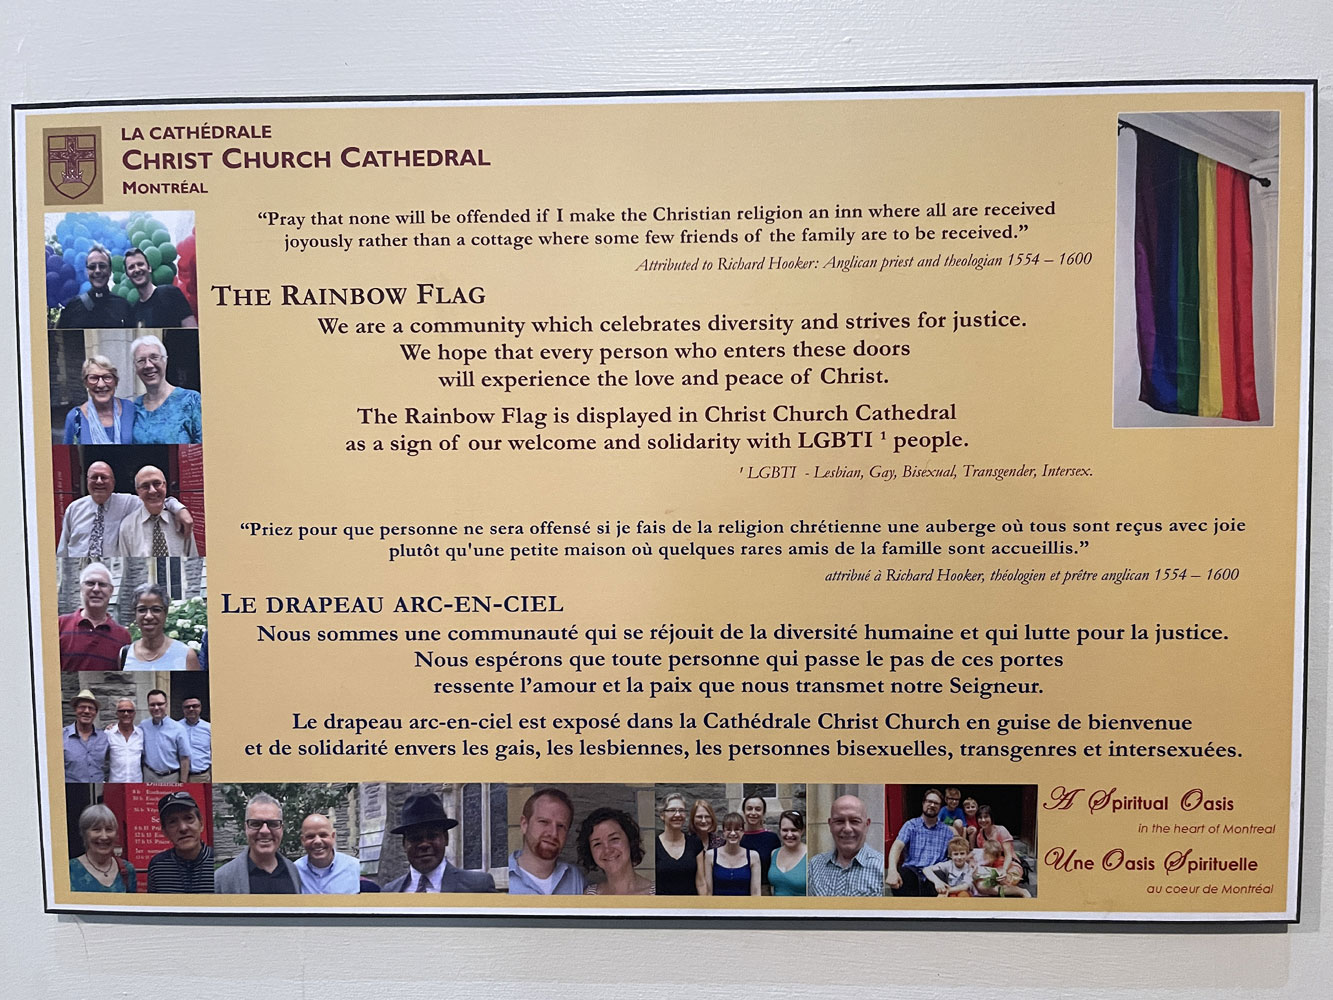 LA CATHÉDRALE
CHRIST CHURCH CATHEDRAL
MONTRÉAL
“Pray that none will be offended if I make the Christian religion an inn where all are received
joyously rather than a cottage where some few friends of the family are to be received.”
Attributed to Richard Hooker: Anglican priest and theologian 1554 – 1600
THE RAINBOW FLAG
We are a community which celebrates diversity and strives for justice.
We hope that every person who enters these doors
will experience the love and peace of Christ.
The Rainbow Flag is displayed in Christ Church Cathedral
as a sign of our welcome and solidarity with LGBTI ¹ people.
¹ LGBTI - Lesbian, Gay, Bisexual, Transgender, Intersex.
“Priez pour que personne ne sera offensé si je fais de la religion chrétienne une auberge où tous sont reçus avec joie
plutôt qu'une petite maison où quelques rares amis de la famille sont accueillis.”
attribué à Richard Hooker, théologien et prêtre anglican 1554 – 1600
LE DRAPEAU ARC-EN-CIEL
Nous sommes une communauté qui se réjouit de la diversité humaine et qui lutte pour la justice.
Nous espérons que toute personne qui passe le pas de ces portes
ressente l’amour et la paix que nous transmet notre Seigneur.
Le drapeau arc-en-ciel est exposé dans la Cathédrale Christ Church en guise de bienvenue
et de solidarité envers les gais, les lesbiennes, les personnes bisexuelles, transgenres et intersexuées.
Dimanche
A Spiritual Oasis
in the heart of Montreal
Une Oasis Spirituelle
au coeur de Montréal